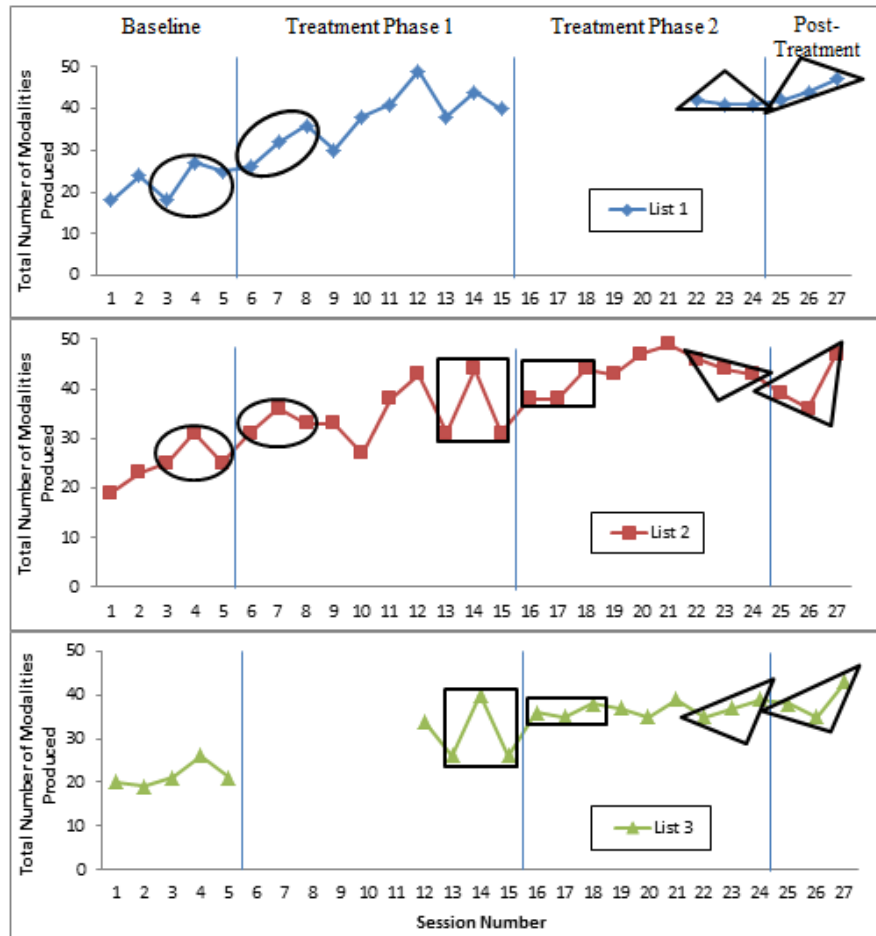 Baseline
Treatment Phase 1
Treatment Phase 2
Post-
Treatment
Total Number of Modalities
Produced
50
40
30
20
10
0
List 1
1 2 3 4 5 6 7 8 9 10 11 12 13 14 15 16 17 18 19 20 21 22 23 24 25 26 27
Total Number of Modalities
Produced
50
40
30
20
10
0
List 2
1 2 3 4 5 6 7 8 9 10 11 12 13 14 15 16 17 18 19 20 21 22 23 24 25 26 27
Total Number of Modalities
Produced
50
40
30
20
10
0
List 3
1 2 3 4 5 6 7 8 9 10 11 12 13 14 15 16 17 18 19 20 21 22 23 24 25 26 27
Session Number